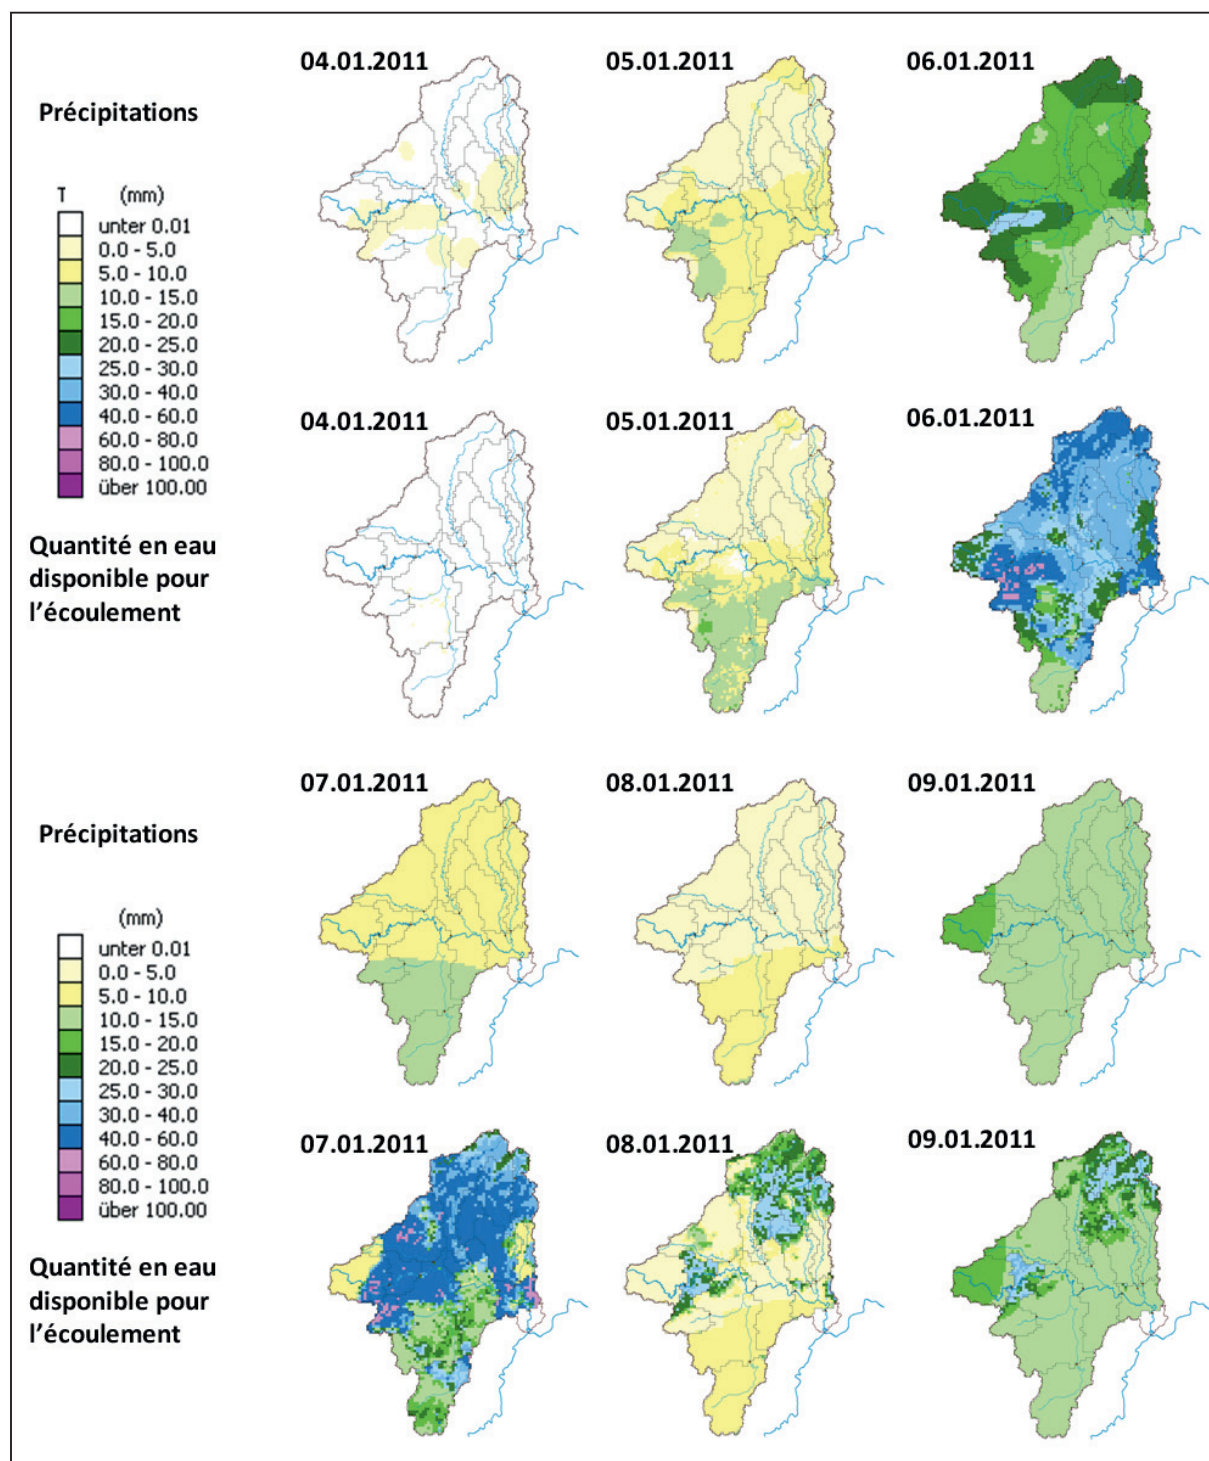 04.01.2011 05.01.2011 06.01.2011
Précipitations
T (mm)
unter 0.01
0.0 - 5.0
5.0 - 10.0
10.0 - 15.0
15.0 - 20.0
20.0 - 25.0
25.0 - 30.0
30.0 - 40.0
40.0 - 60.0
60.0 - 80.0
80.0 - 100.0
über 100.00
04.01.2011 05.01.2011 06.01.2011
Quantité en eau
disponible pour
l’écoulement
07.01.2011 08.01.2011 09.01.2011
Précipitations
(mm)
unter 0.01
0.0 - 5.0
5.0 - 10.0
10.0 - 15.0
15.0 - 20.0
20.0 - 25.0
25.0 - 30.0
30.0 - 40.0
40.0 - 60.0
60.0 - 80.0
80.0 - 100.0
über 100.00
07.01.2011 08.01.2011 09.01.2011
Quantité en eau
disponible pour
l’écoulement